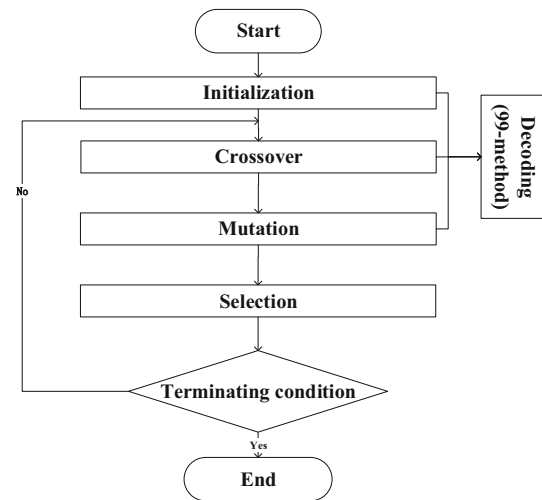 Start
Initialization
Crossover
Decoding
(99-method)
No
Mutation
Selection
Terminating condition
Yes
End